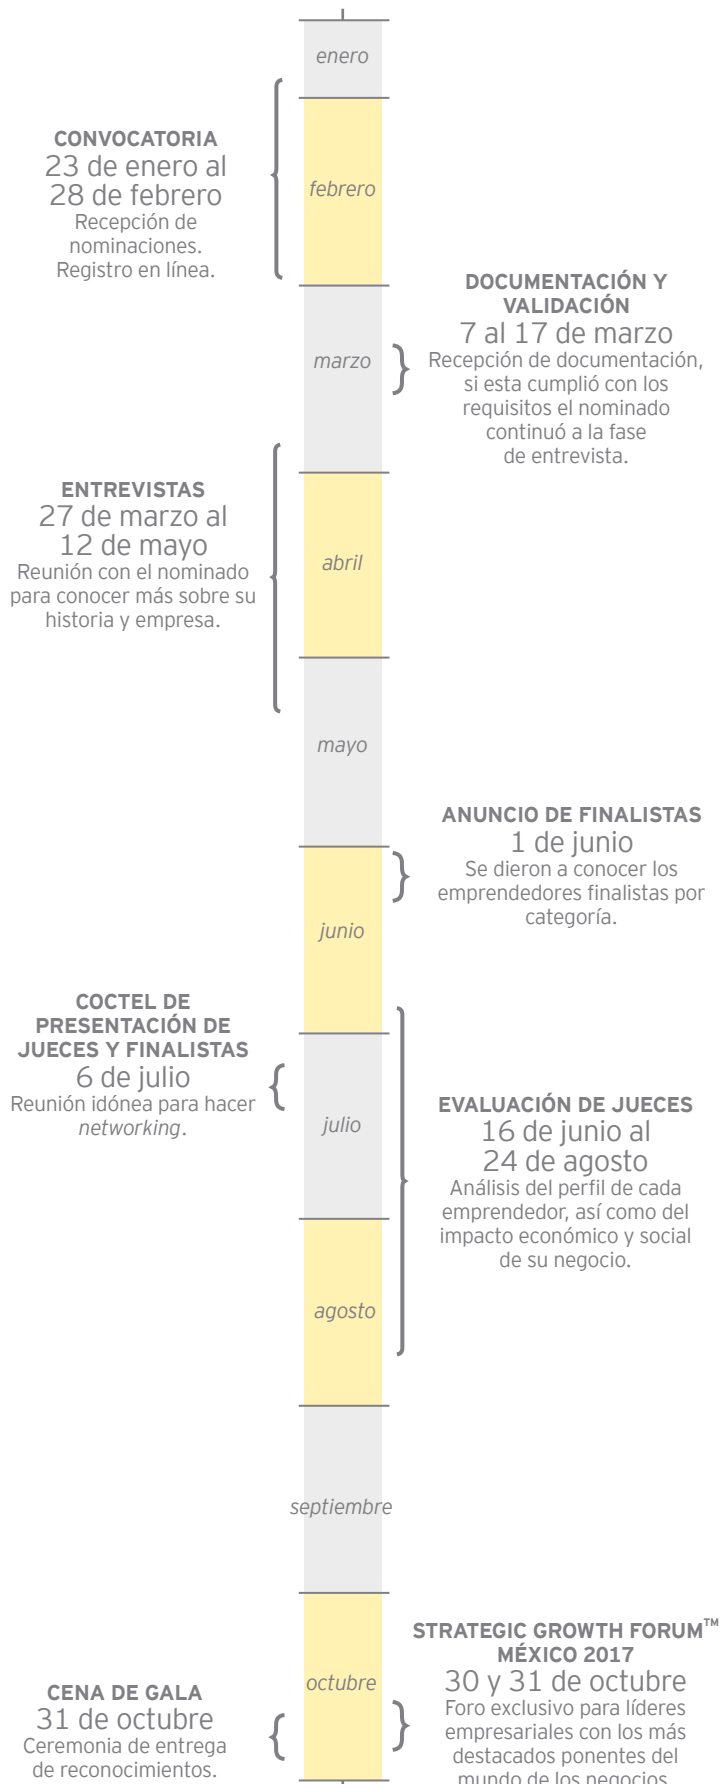 enero
CONVOCATORIA
23 de enero al
28 de febrero
Recepción de
nominaciones.
Registro en línea.
febrero
DOCUMENTACIÓN Y
VALIDACIÓN
7 al 17 de marzo
Recepción de documentación,
si esta cumplió con los
requisitos el nominado
continuó a la fase
de entrevista.
marzo
ENTREVISTAS
27 de marzo al
12 de mayo
Reunión con el nominado
para conocer más sobre su
historia y empresa.
abril
mayo
ANUNCIO DE FINALISTAS
1 de junio
Se dieron a conocer los
emprendedores finalistas por
categoría.
junio
COCTEL DE
PRESENTACIÓN DE
JUECES Y FINALISTAS
6 de julio
Reunión idónea para hacer
networking.
julio
EVALUACIÓN DE JUECES
16 de junio al
24 de agosto
Análisis del perfil de cada
emprendedor, así como del
impacto económico y social
de su negocio.
agosto
septiembre
STRATEGIC GROWTH FORUM™
MÉXICO 2017
30 y 31 de octubre
Foro exclusivo para líderes
empresariales con los más
destacados ponentes del
mundo de los negocios
octubre
CENA DE GALA
31 de octubre
Ceremonia de entrega
de reconocimientos.